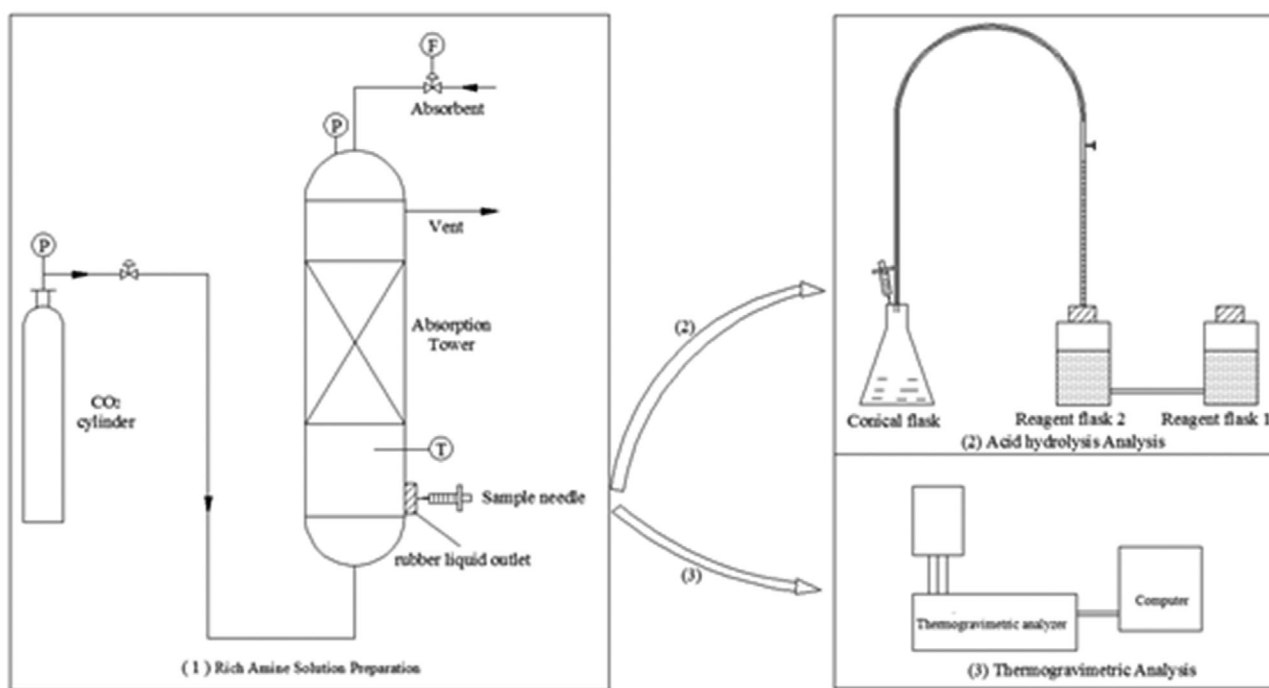 F
Absorbent
P
Vent
P
Absorption
Tower
CO₂
cylinder
T
Sample needle
rubber liquid outlet
( 1 ) Rich Amine Solution Preparation
(2)
(3)
Conical flask
Reagent flask 2
Reagent flask 1
(2) Acid hydrolysis Analysis
Thermogravimetric analyzer
Computer
(3) Thermogravimetric Analysis